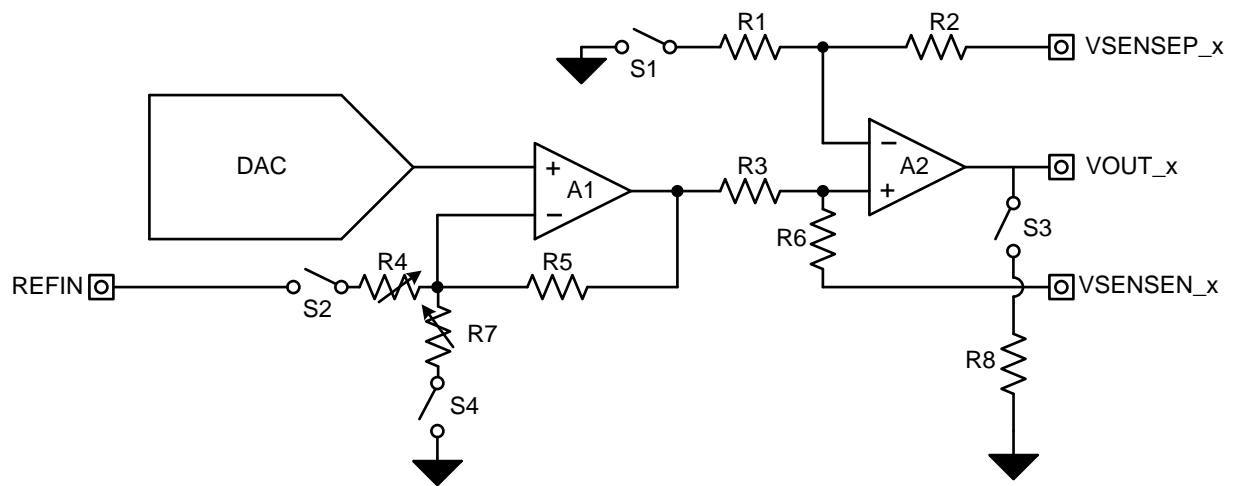 R1
R2
VSENSEP_x
S1
DAC
+
A1
−
R3
−
A2
+
VOUT_x
R6
S3
R4
R5
REFIN
S2
VSENSEN_x
R7
R8
S4